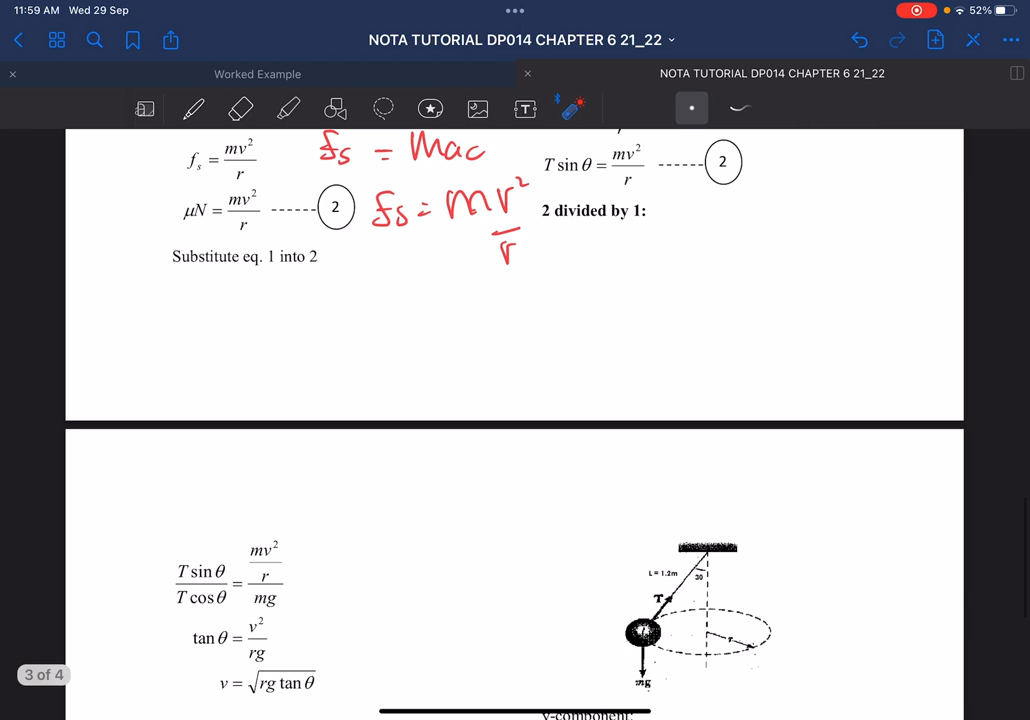 11:59 AM Wed 29 Sep
52%
NOTA TUTORIAL DP014 CHAPTER 6 21_22
Worked Example
NOTA TUTORIAL DP014 CHAPTER 6 21_22
fₛ = mv²/r
fs = Mac
μN = mv²/r ------ 2
fs = mv²/r
Substitute eq. 1 into 2
T sin θ = mv²/r ------ 2
2 divided by 1:
T sin θ / T cos θ = (mv²/r) / mg
tan θ = v²/rg
v = √(rg tan θ)
L = 1.2m
30
T
r
mg
y-component:
3 of 4